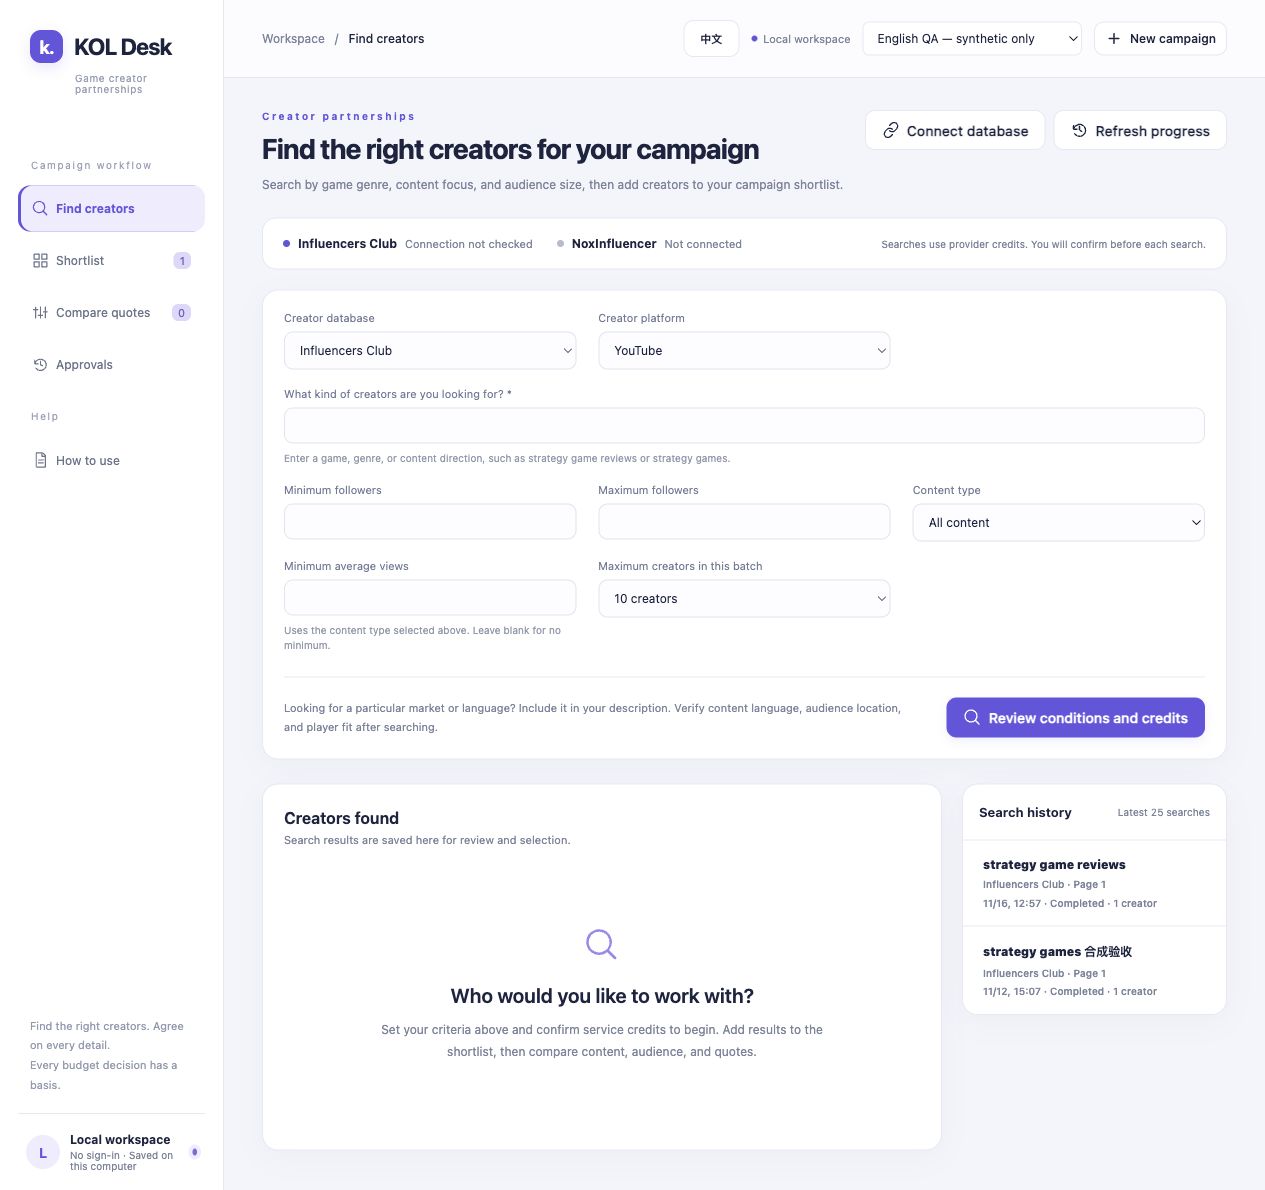 k.
KOL Desk
Game creator
partnerships
Campaign workflow
Find creators
Shortlist
1
Compare quotes
0
Approvals
Help
How to use
Find the right creators. Agree
on every detail.
Every budget decision has a
basis.
L
Local workspace
No sign-in · Saved on
this computer
Workspace / Find creators
中文
Local workspace
English QA — synthetic only
New campaign
Creator partnerships
Find the right creators for your campaign
Search by game genre, content focus, and audience size, then add creators to your campaign shortlist.
Connect database
Refresh progress
Influencers Club Connection not checked
NoxInfluencer Not connected
Searches use provider credits. You will confirm before each search.
Creator database
Influencers Club
Creator platform
YouTube
What kind of creators are you looking for? *
Enter a game, genre, or content direction, such as strategy game reviews or strategy games.
Minimum followers
Maximum followers
Content type
All content
Minimum average views
Maximum creators in this batch
10 creators
Uses the content type selected above. Leave blank for no
minimum.
Looking for a particular market or language? Include it in your description. Verify content language, audience location,
and player fit after searching.
Review conditions and credits
Creators found
Search results are saved here for review and selection.
Who would you like to work with?
Set your criteria above and confirm service credits to begin. Add results to the
shortlist, then compare content, audience, and quotes.
Search history
Latest 25 searches
strategy game reviews
Influencers Club · Page 1
11/16, 12:57 · Completed · 1 creator
strategy games 合成验收
Influencers Club · Page 1
11/12, 15:07 · Completed · 1 creator